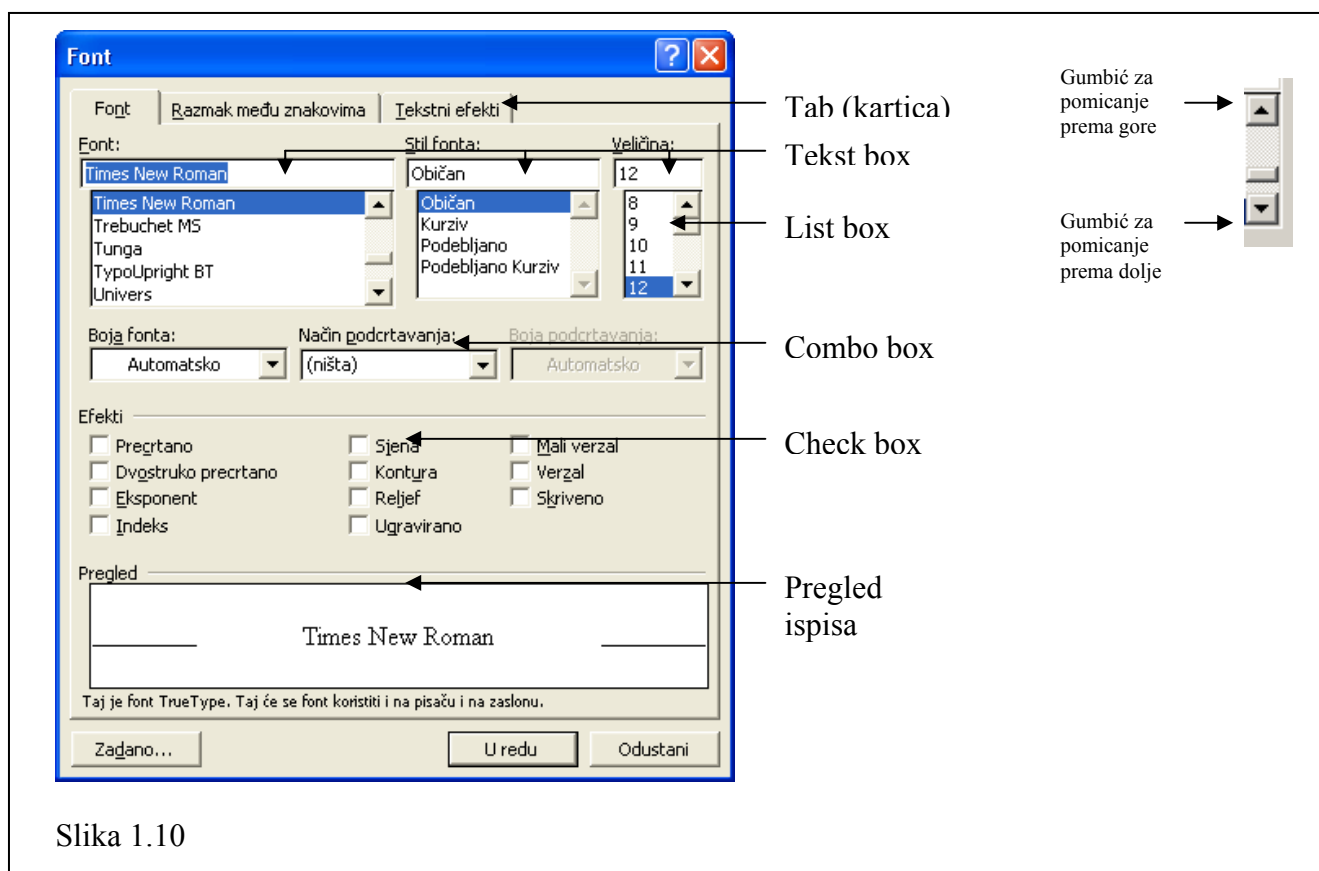 Font
Font Razmak među znakovima Tekstni efekti
Font: Stil fonta: Veličina:
Times New Roman Običan 12
Times New Roman Običan 8
Trebuchet MS Kurziv 9
Tunga Podebljano 10
TypoUpright BT Podebljano Kurziv 11
Univers 12
Boja fonta: Način podcrtavanja: Boja podcrtavanja:
Automatsko (ništa) Automatsko
Efekti
Precrtano Sjena Mali verzal
Dvostruko precrtano Kontura Verzal
Eksponent Reljef Skriveno
Indeks Ugravirano
Pregled
Times New Roman
Taj je font TrueType. Taj će se font koristiti i na pisaču i na zaslonu.
Zadano... U redu Odustani
Tab (kartica)
Tekst box
List box
Combo box
Check box
Pregled
ispisa
Gumbić za
pomicanje
prema gore
Gumbić za
pomicanje
prema dolje
Slika 1.10